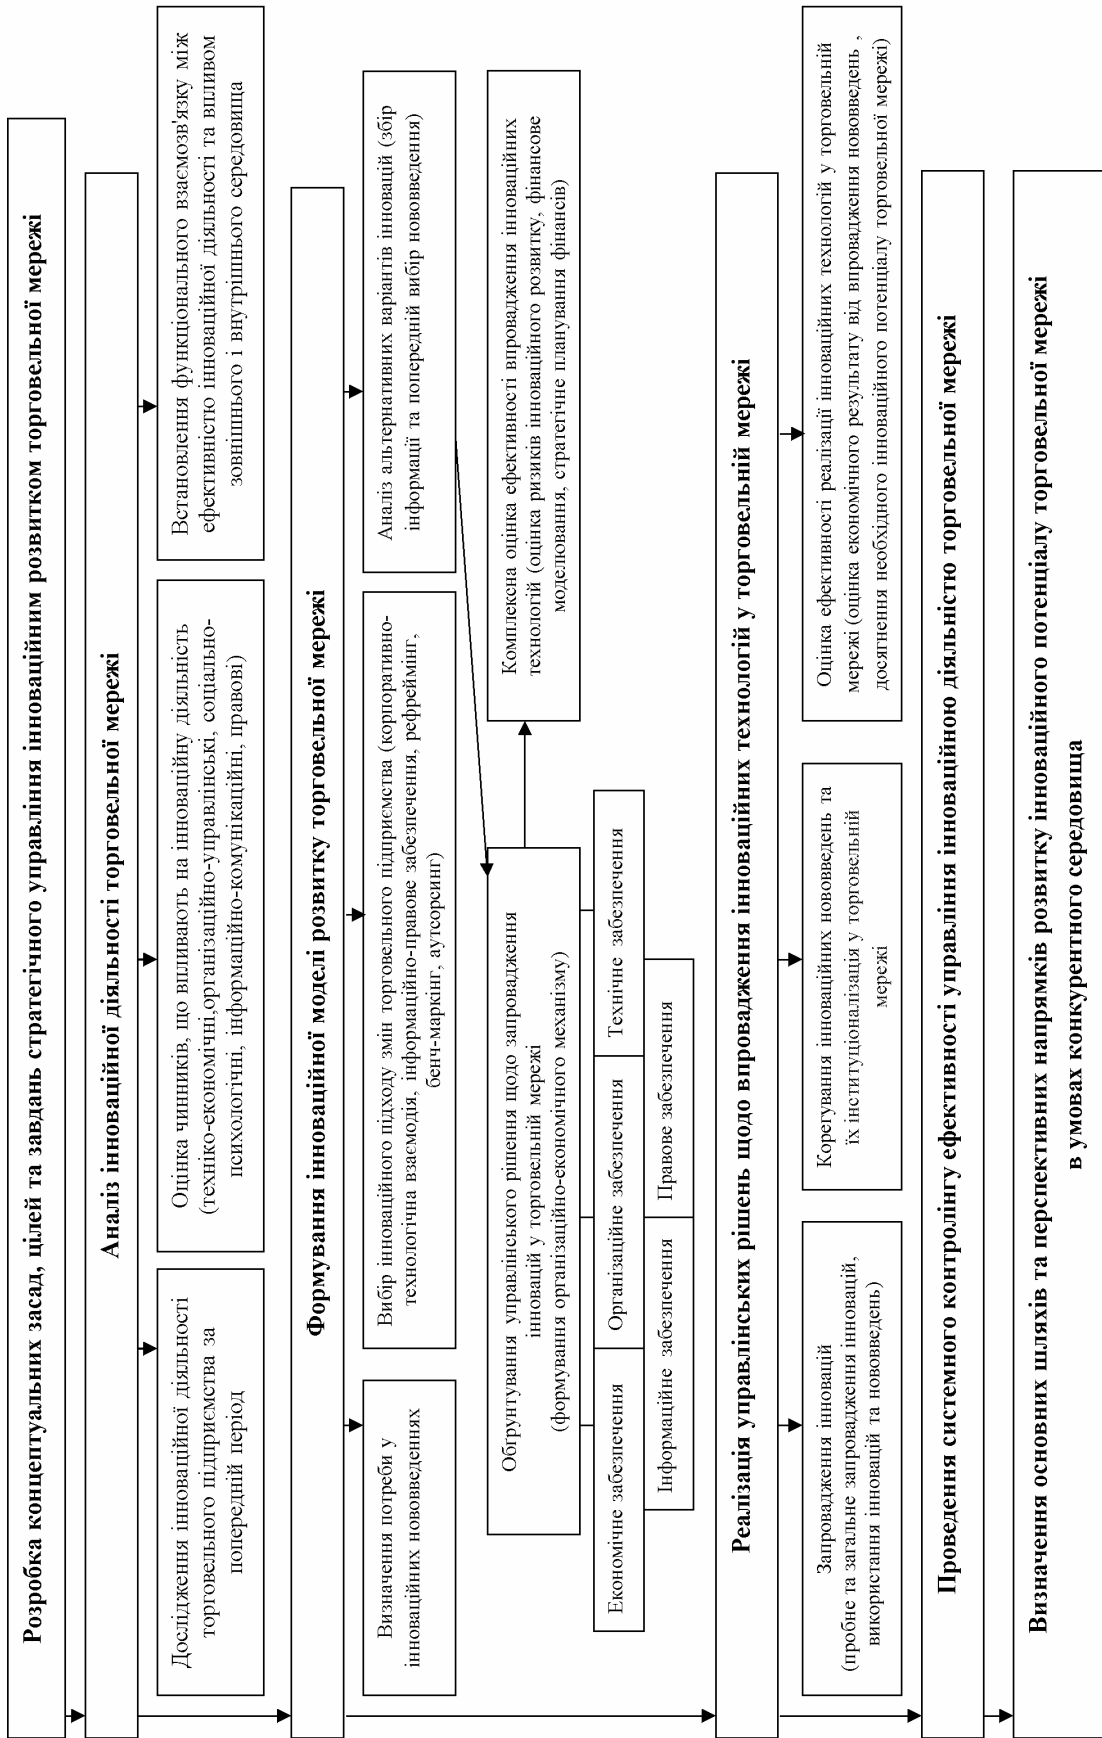 Розробка концептуальних засад, цілей та завдань стратегічного управління інноваційним розвитком торговельної мережі
Аналіз інноваційної діяльності торговельної мережі
Дослідження інноваційної діяльності
торговельного підприємства за
попередній період
Оцінка чинників, що впливають на інноваційну діяльність
(техніко-економічні,організаційно-управлінські, соціально-
психологічні, інформаційно-комунікаційні, правові)
Встановлення функціонального взаємозв'язку між
ефективністю інноваційної діяльності та впливом
зовнішнього і внутрішнього середовища
Формування інноваційної моделі розвитку торговельної мережі
Визначення потреби у
інноваційних нововведеннях
Вибір інноваційного підходу змін торговельного підприємства (корпоративно-
технологічна взаємодія, інформаційно-правове забезпечення, рефреймінг,
бенч-маркінг, аутсорсинг
Аналіз альтернативних варіантів інновацій (збір
інформації та попередній вибір нововведення)
Обґрунтування управлінського рішення щодо запровадження
інновацій у торговельній мережі
(формування організаційно-економічного механізму)
Комплексна оцінка ефективності впровадження інноваційних
технологій (оцінка ризиків інноваційного розвитку, фінансове
моделювання, стратегічне планування фінансів)
Економічне забезпечення
Організаційне забезпечення
Технічне забезпечення
Інформаційне забезпечення
Правове забезпечення
Реалізація управлінських рішень щодо впровадження інноваційних технологій у торговельній мережі
Запровадження інновацій
(пробне та загальне запровадження інновацій,
використання інновацій та нововведень)
Корегування інноваційних нововведень та
їх інституціоналізація у торговельній
мережі
Оцінка ефективності реалізації інноваційних технологій у торговельній
мережі (оцінка економічного результату від впровадження нововведень ,
досягнення необхідного інноваційного потенціалу торговельної мережі)
Проведення системного контролінгу ефективності управління інноваційною діяльністю торговельної мережі
Визначення основних шляхів та перспективних напрямків розвитку інноваційного потенціалу торговельної мережі
в умовах конкурентного середовища